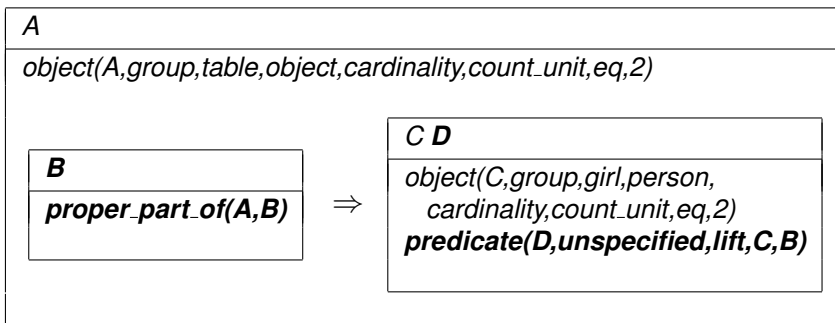 A
object(A,group,table,object,cardinality,count_unit,eq,2)
B
proper_part_of(A,B)
⇒
C D
object(C,group,girl,person,
cardinality,count_unit,eq,2)
predicate(D,unspecified,lift,C,B)